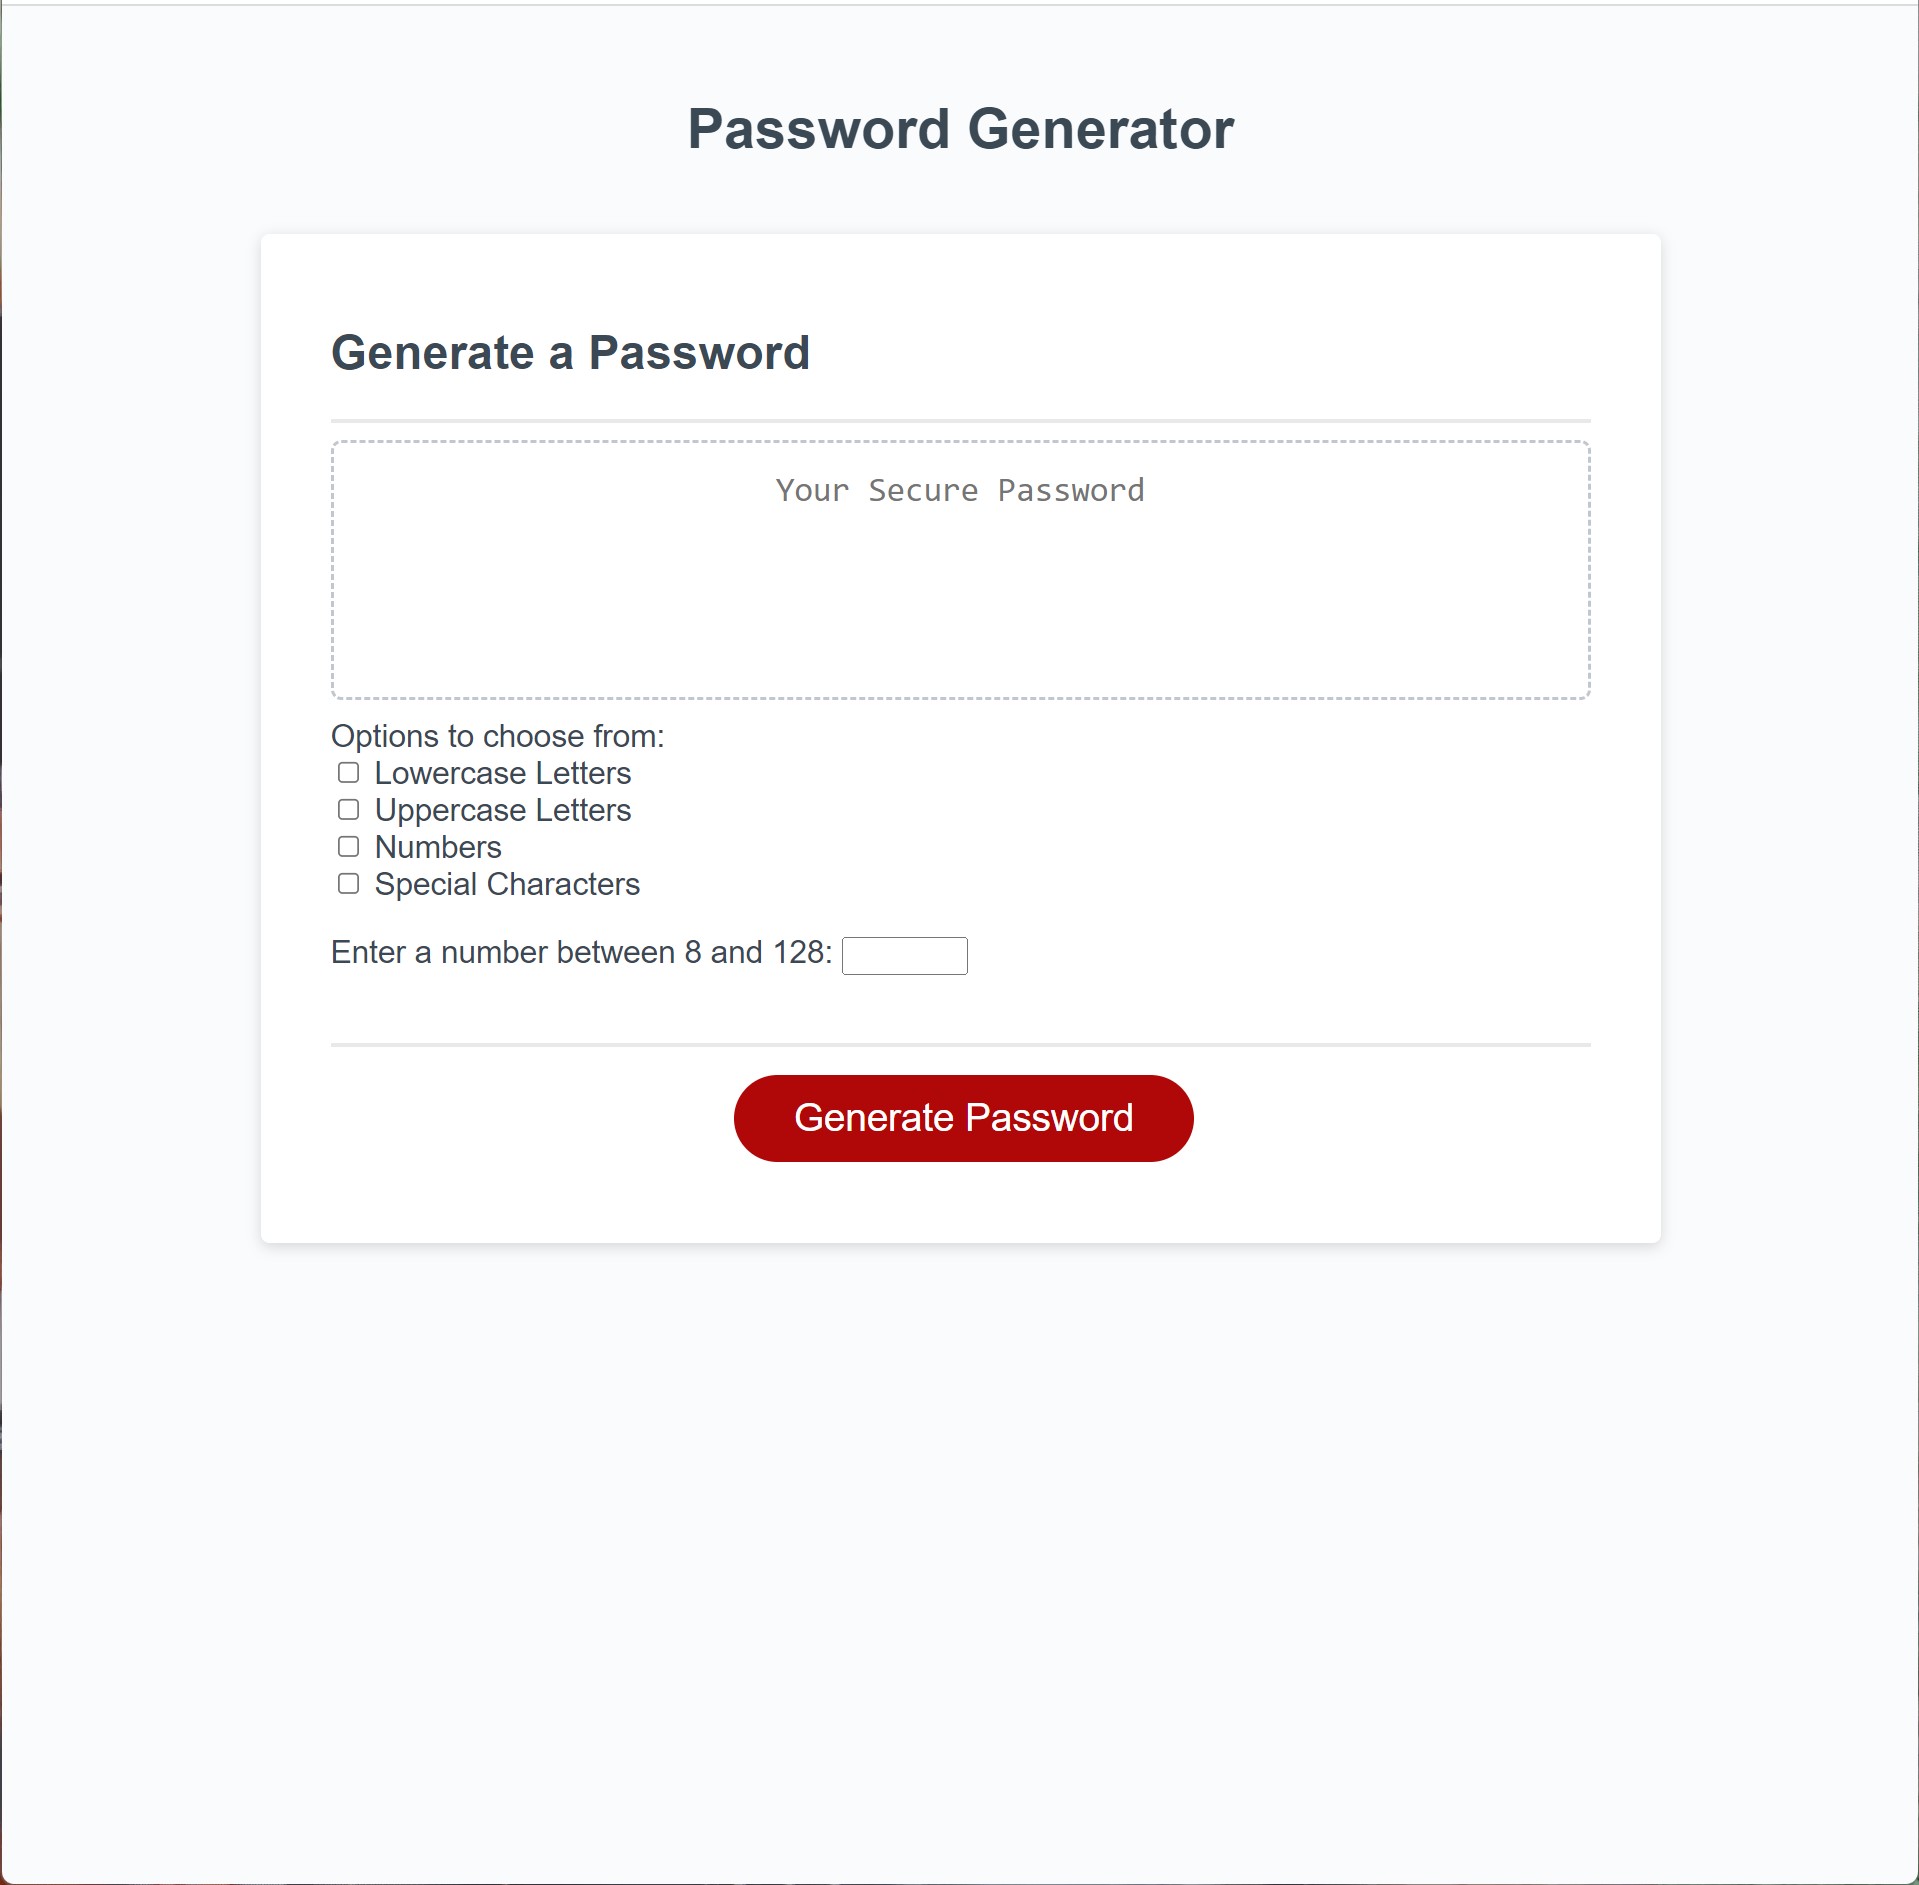 Password Generator
Generate a Password
Your Secure Password
Options to choose from:
Lowercase Letters
Uppercase Letters
Numbers
Special Characters
Enter a number between 8 and 128:
Generate Password